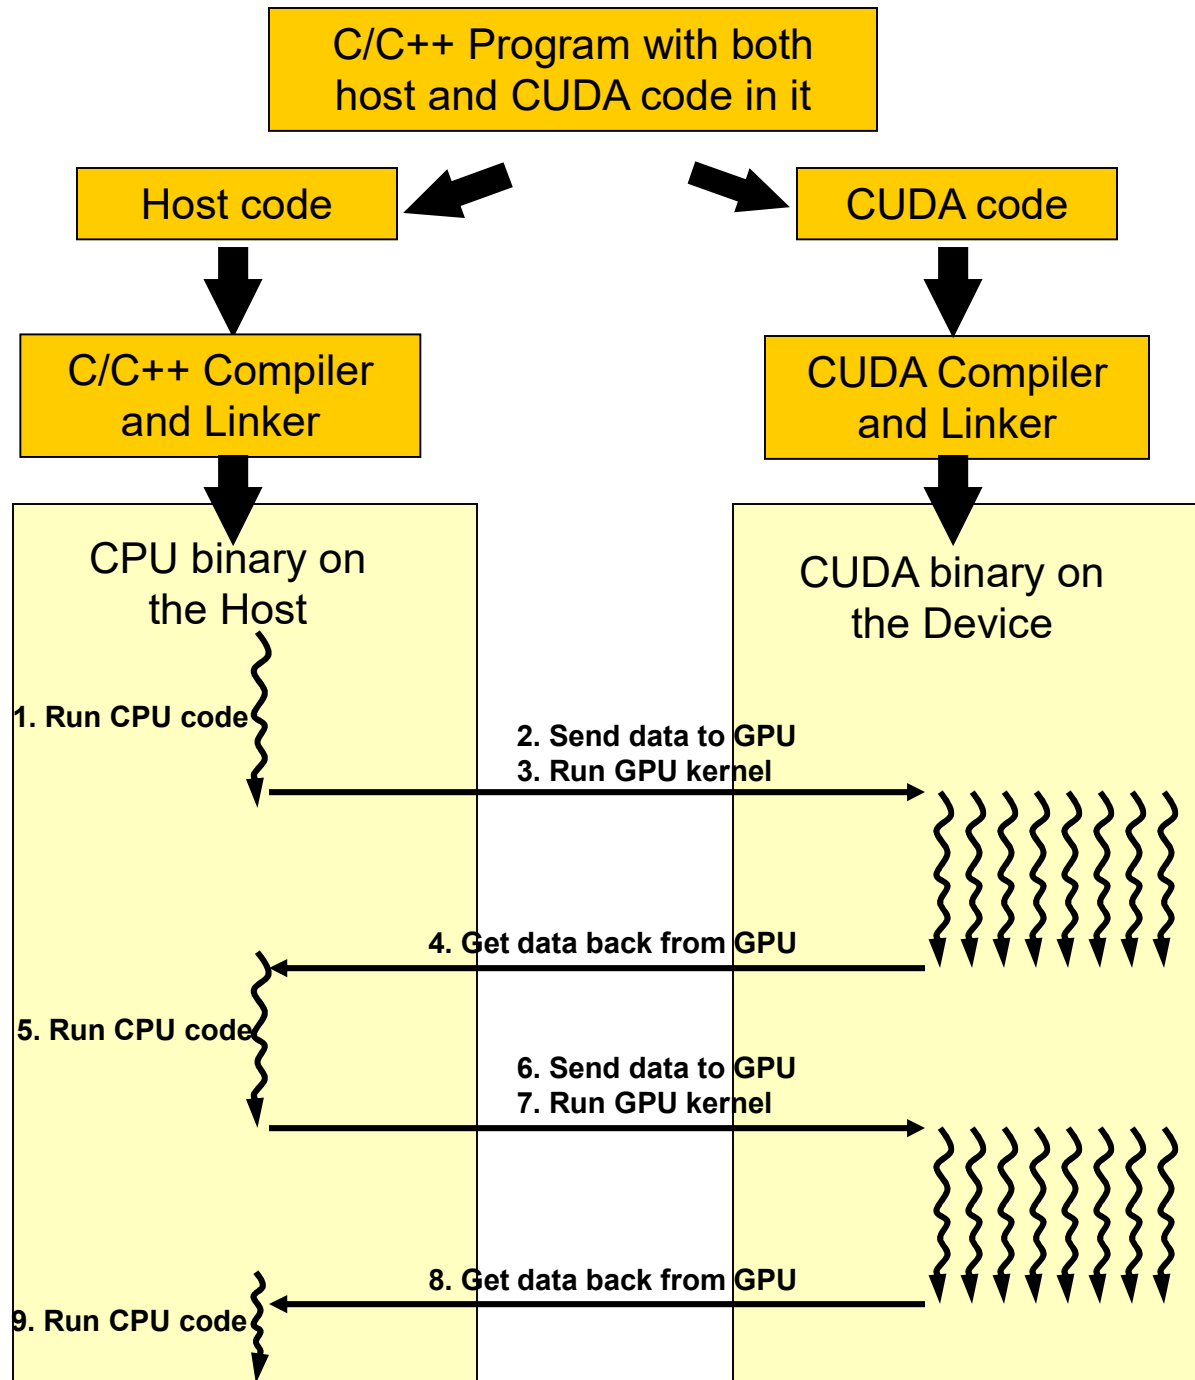 C/C++ Program with both
host and CUDA code in it
Host code
CUDA code
C/C++ Compiler
and Linker
CUDA Compiler
and Linker
CPU binary on
the Host
CUDA binary on
the Device
1. Run CPU code
2. Send data to GPU
3. Run GPU kernel
4. Get data back from GPU
5. Run CPU code
6. Send data to GPU
7. Run GPU kernel
8. Get data back from GPU
9. Run CPU code